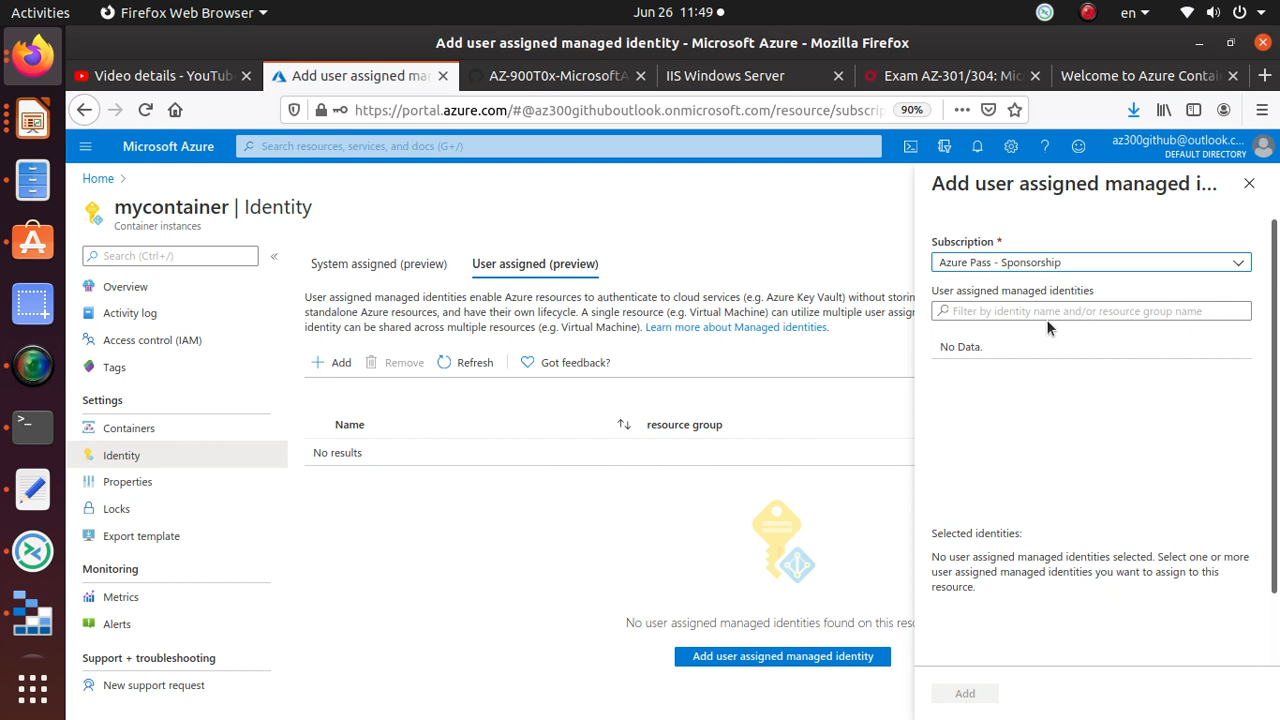 Activities
Firefox Web Browser
Jun 26 11:49
en
Add user assigned managed identity - Microsoft Azure - Mozilla Firefox
Video details - YouTub
Add user assigned ma
AZ-900T0x-MicrosoftA
IIS Windows Server
Exam AZ-301/304: Mic
Welcome to Azure Contai
https://portal.azure.com/#@az300githuboutlook.onmicrosoft.com/resource/subscrip
90%
Microsoft Azure
Search resources, services, and docs (G+/)
az300github@outlook.c...
DEFAULT DIRECTORY
Home
mycontainer | Identity
Container instances
Search (Ctrl+/)
Overview
Activity log
Access control (IAM)
Tags
Settings
Containers
Identity
Properties
Locks
Export template
Monitoring
Metrics
Alerts
Support + troubleshooting
New support request
System assigned (preview)
User assigned (preview)
User assigned managed identities enable Azure resources to authenticate to cloud services (e.g. Azure Key Vault) without storin
standalone Azure resources, and have their own lifecycle. A single resource (e.g. Virtual Machine) can utilize multiple user assig
identity can be shared across multiple resources (e.g. Virtual Machine). Learn more about Managed identities.
Add
Remove
Refresh
Got feedback?
Name
resource group
No results
No user assigned managed identities found on this reso
Add user assigned managed identity
Add user assigned managed i...
Subscription *
Azure Pass - Sponsorship
User assigned managed identities
Filter by identity name and/or resource group name
No Data.
Selected identities:
No user assigned managed identities selected. Select one or more
user assigned managed identities you want to assign to this
resource.
Add